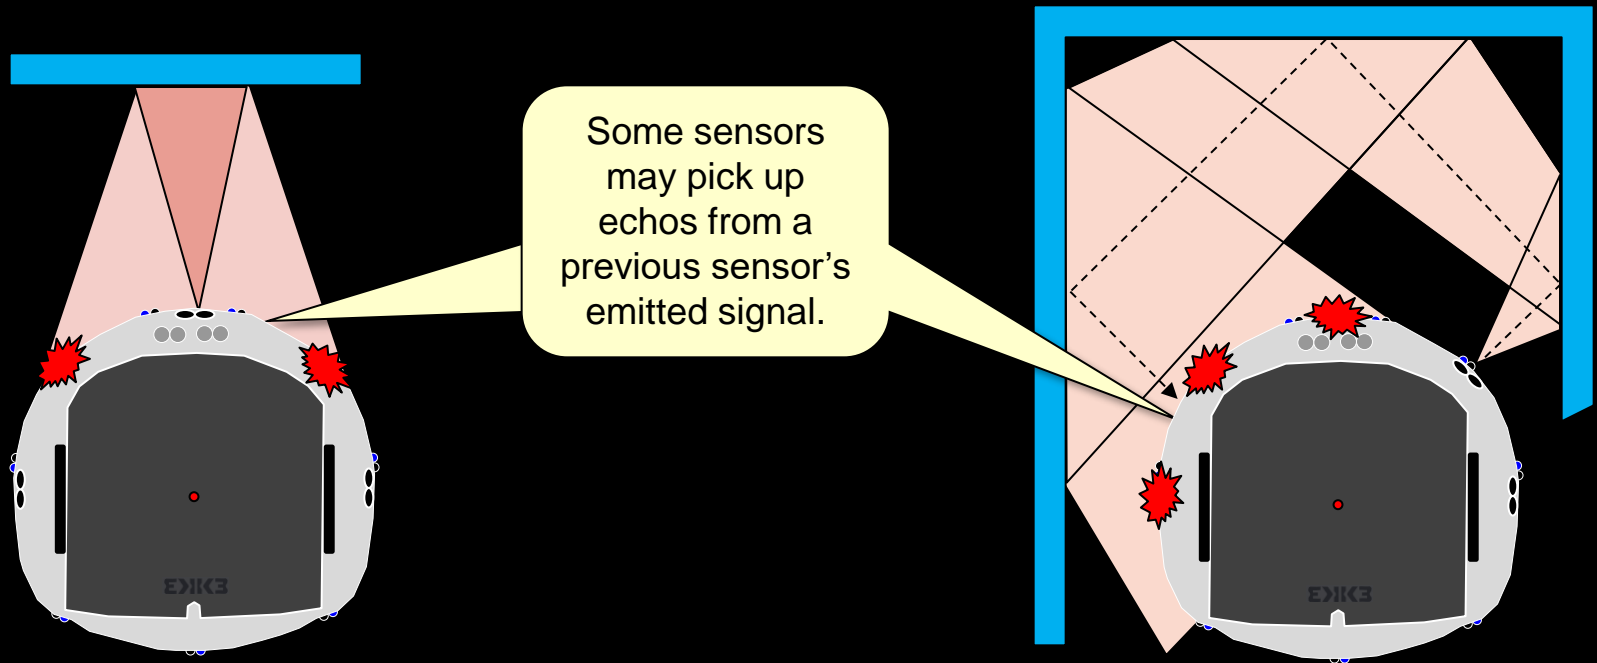 Some sensors
may pick up
echos from a
previous sensor's
emitted signal.